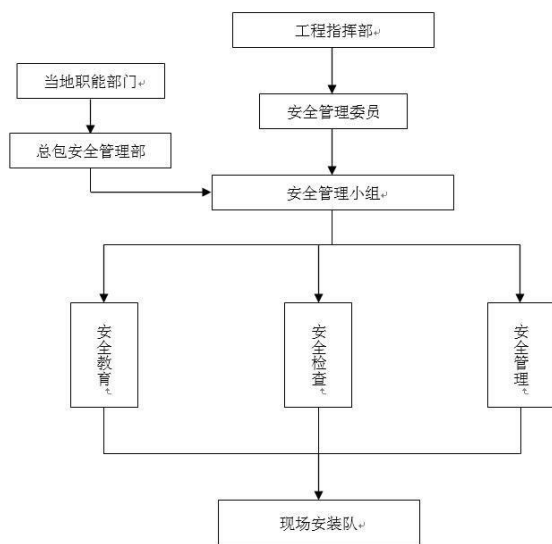 工程指挥部
当地职能部门
安全管理委员
总包安全管理部
安全管理小组
安全教育
安全检查
安全管理
现场安装队